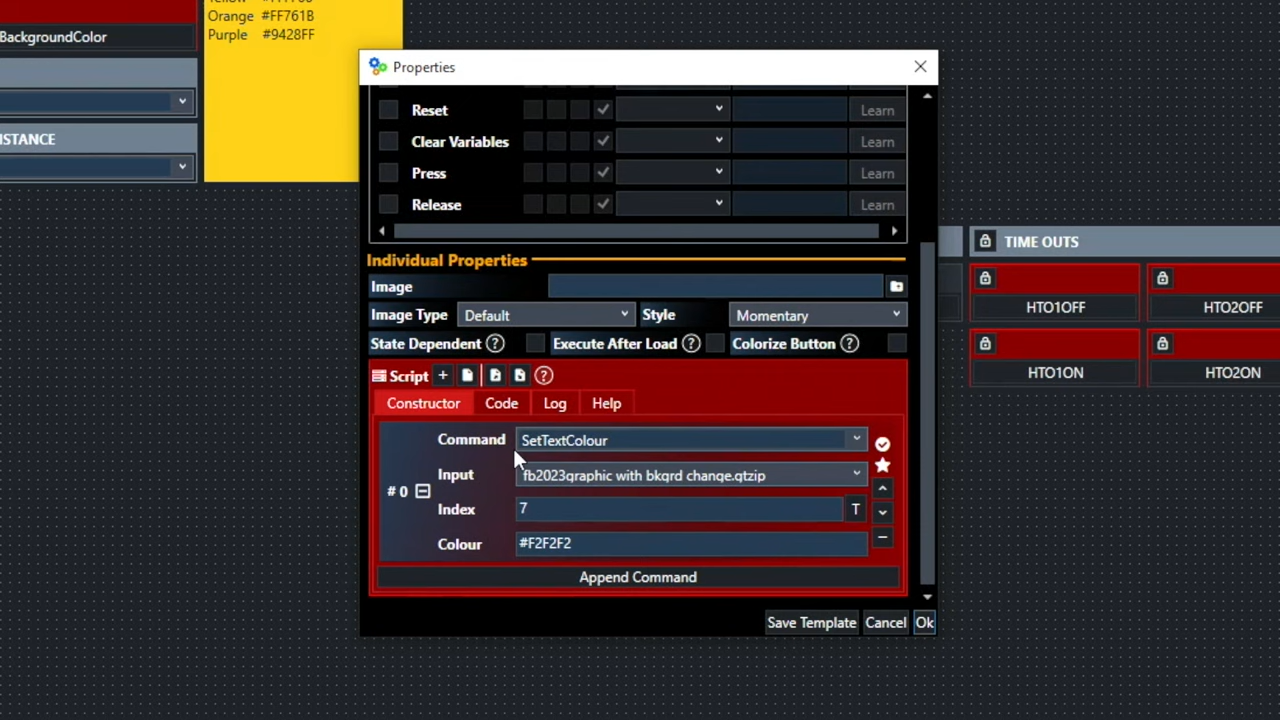 Orange #FF761B
Purple #9428FF
BackgroundColor
ISTANCE
Properties
Reset
Learn
Clear Variables
Learn
Press
Learn
Release
Learn
Individual Properties
Image
Image Type
Default
Style
Momentary
State Dependent ?
Execute After Load ?
Colorize Button ?
Script + ?
Constructor
Code
Log
Help
# 0
Command
SetTextColour
Input
fb2023graphic with bkgrd change.gtzip
Index
7
T
Colour
#F2F2F2
Append Command
Save Template
Cancel
Ok
TIME OUTS
HTO1OFF
HTO2OFF
HTO1ON
HTO2ON